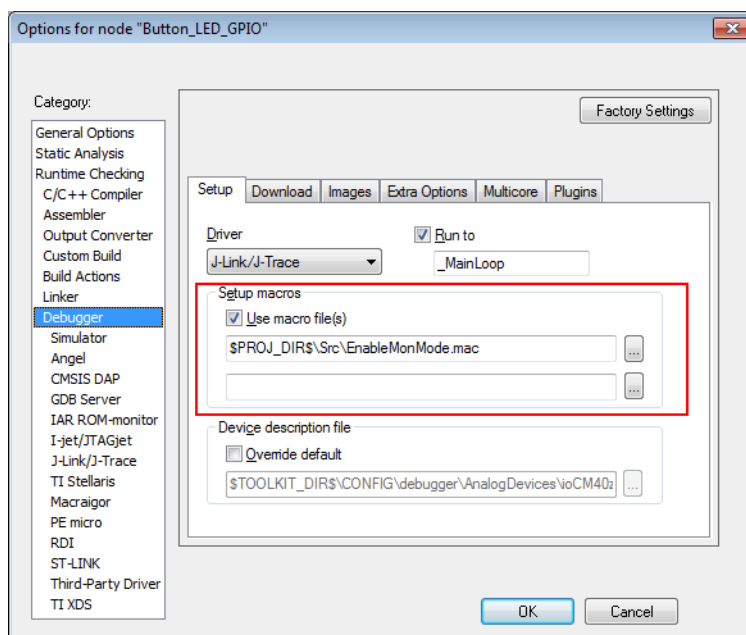 Options for node "Button_LED_GPIO"
Category:
General Options
Static Analysis
Runtime Checking
C/C++ Compiler
Assembler
Output Converter
Custom Build
Build Actions
Linker
Debugger
Simulator
Angel
CMSIS DAP
GDB Server
IAR ROM-monitor
I-jet/JTAGjet
J-Link/J-Trace
TI Stellaris
Macraigor
PE micro
RDI
ST-LINK
Third-Party Driver
TI XDS
Factory Settings
Setup Download Images Extra Options Multicore Plugins
Driver Run to
J-Link/J-Trace _MainLoop
Setup macros
Use macro file(s)
$PROJ_DIR$\Src\EnableMonMode.mac ...
...
Device description file
Override default
$TOOLKIT_DIR$\CONFIG\debugger\AnalogDevices\ioCM40z ...
OK Cancel